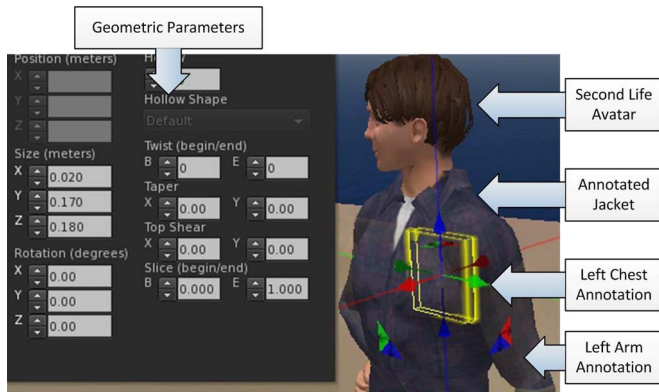 Geometric Parameters
Position (meters)
X
Y
Z
Size (meters)
X 0.020
Y 0.170
Z 0.180
Rotation (degrees)
X 0.00
Y 0.00
Z 0.00
Hollow Shape
Default
Twist (begin/end)
B 0 E 0
Taper
X 0.00 Y 0.00
Top Shear
X 0.00 Y 0.00
Slice (begin/end)
B 0.000 E 1.000
Second Life
Avatar
Annotated
Jacket
Left Chest
Annotation
Left Arm
Annotation